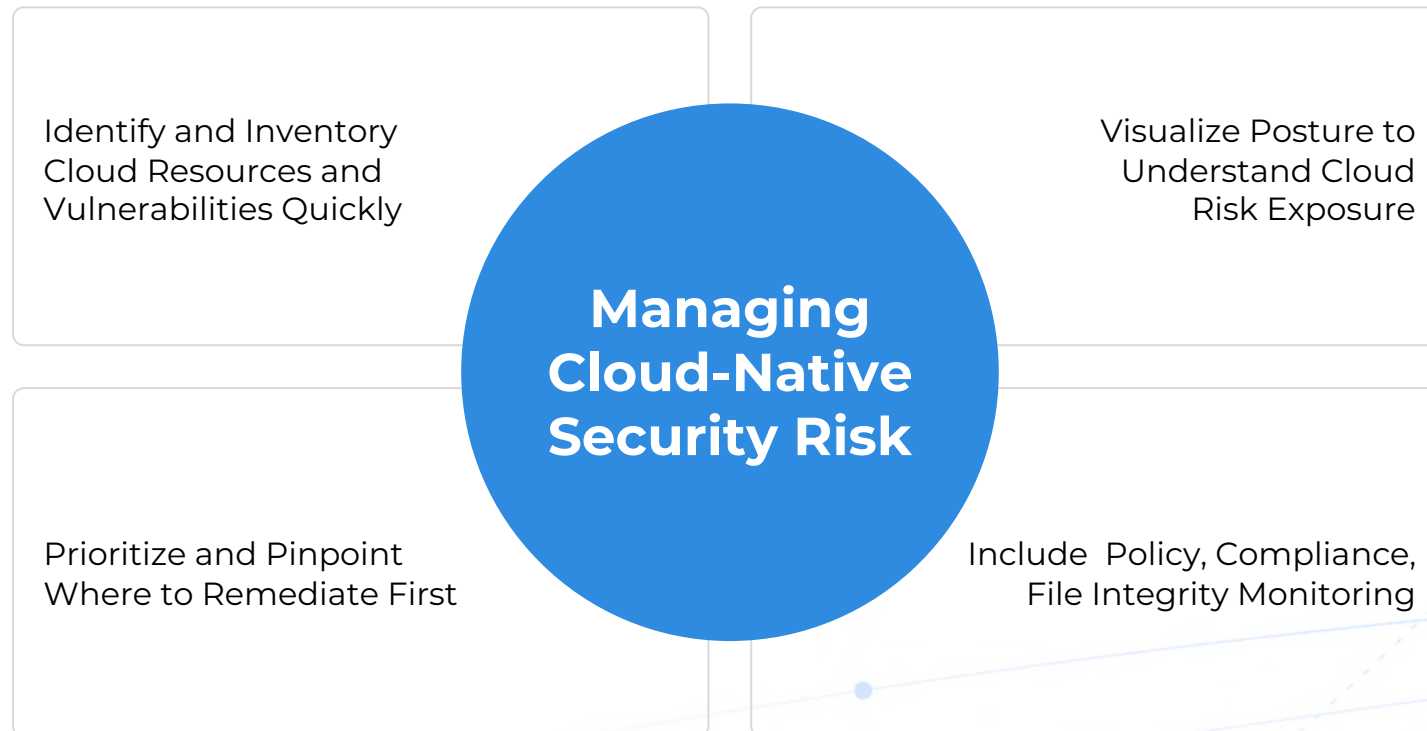 Identify and Inventory
Cloud Resources and
Vulnerabilities Quickly
Visualize Posture to
Understand Cloud
Risk Exposure
Managing
Cloud-Native
Security Risk
Prioritize and Pinpoint
Where to Remediate First
Include  Policy, Compliance,
File Integrity Monitoring